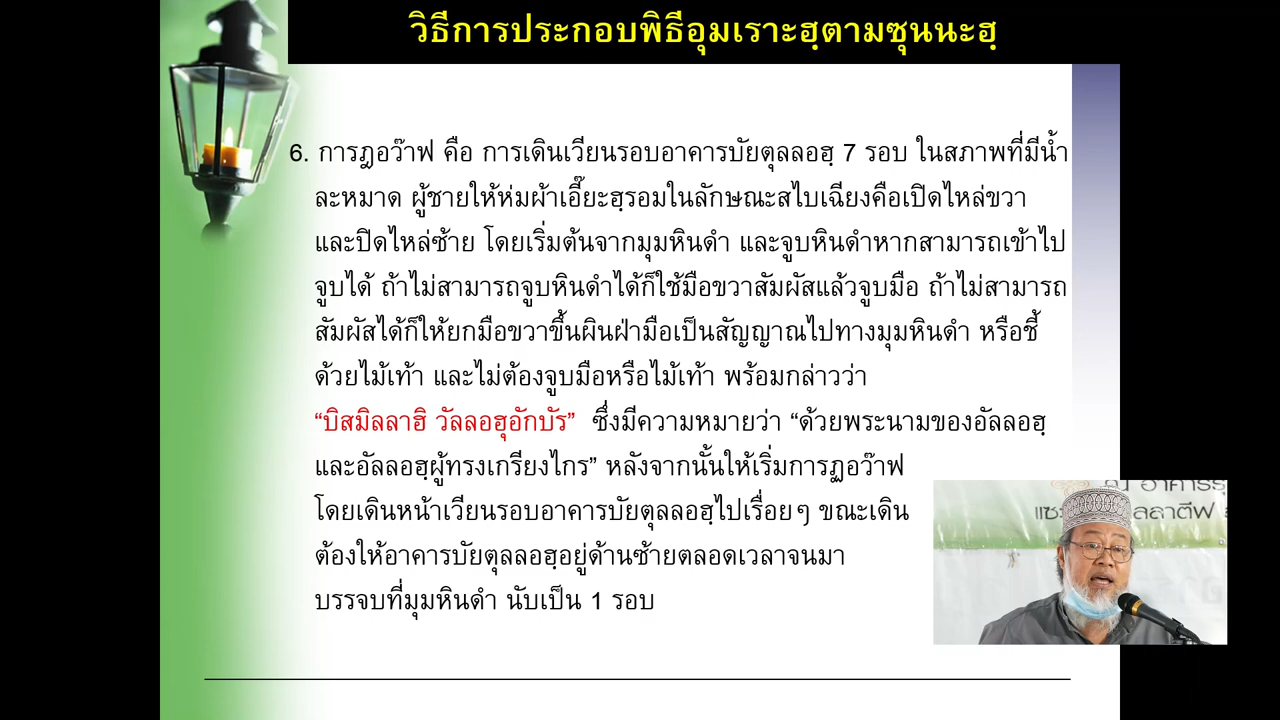 วิธีการประกอบพิธีอุมเราะฮฺตามซุนนะฮฺ
6. การฎอว๊าฟ คือ การเดินเวียนรอบอาคารบัยตุลลอฮฺ 7 รอบ ในสภาพที่มีน้ำ
ละหมาด ผู้ชายให้ห่มผ้าเอี๊ยะฮฺรอมในลักษณะสไบเฉียงคือเปิดไหล่ขวา
และปิดไหล่ซ้าย โดยเริ่มต้นจากมุมหินดำ และจูบหินดำหากสามารถเข้าไป
จูบได้ ถ้าไม่สามารถจูบหินดำได้ก็ใช้มือขวาสัมผัสแล้วจูบมือ ถ้าไม่สามารถ
สัมผัสได้ก็ให้ยกมือขวาขึ้นผินฝ่ามือเป็นสัญญาณไปทางมุมหินดำ หรือชี้
ด้วยไม้เท้า และไม่ต้องจูบมือหรือไม้เท้า พร้อมกล่าวว่า
“บิสมิลลาฮิ วัลลอฮุอักบัร” ซึ่งมีความหมายว่า “ด้วยพระนามของอัลลอฮฺ
และอัลลอฮฺผู้ทรงเกรียงไกร” หลังจากนั้นให้เริ่มการฏอว๊าฟ
โดยเดินหน้าเวียนรอบอาคารบัยตุลลอฮฺไปเรื่อยๆ ขณะเดิน
ต้องให้อาคารบัยตุลลอฮฺอยู่ด้านซ้ายตลอดเวลาจนมา
บรรจบที่มุมหินดำ นับเป็น 1 รอบ
ณ อาคาร